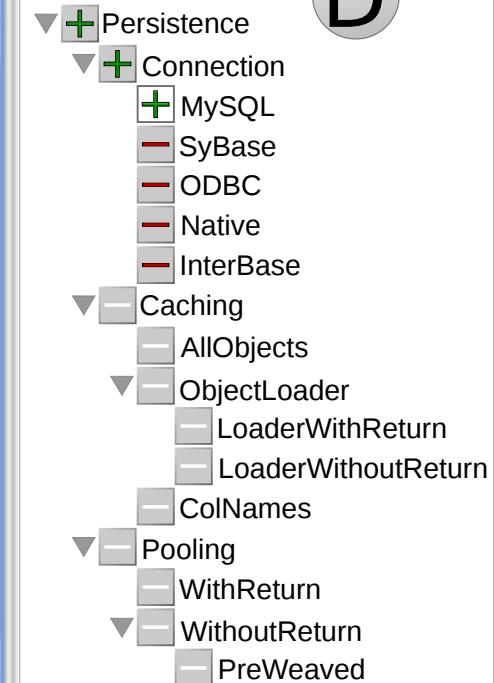 D
Persistence
Connection
MySQL
SyBase
ODBC
Native
InterBase
Caching
AllObjects
ObjectLoader
LoaderWithReturn
LoaderWithoutReturn
ColNames
Pooling
WithReturn
WithoutReturn
PreWeaved